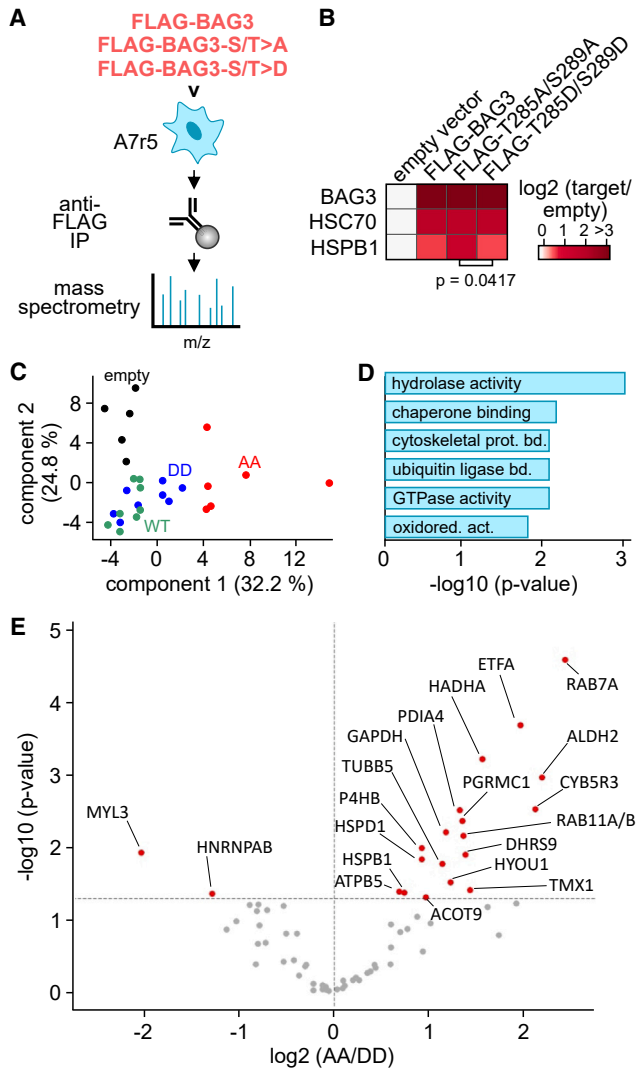 A
FLAG-BAG3
FLAG-BAG3-S/T>A
FLAG-BAG3-S/T>D
A7r5
anti-
FLAG
IP
mass
spectrometry
m/z
B
empty vector
FLAG-BAG3
FLAG-T285A/S289A
FLAG-T285D/S289D
BAG3
HSC70
HSPB1
p = 0.0417
log2 (target/
empty)
0 1 2 >3
C
component 2
(24.8 %)
8
4
0
-4
empty
DD
AA
WT
-4 0 4 8 12
component 1 (32.2 %)
D
hydrolase activity
chaperone binding
cytoskeletal prot. bd.
ubiquitin ligase bd.
GTPase activity
oxidored. act.
0 1 2 3
-log10 (p-value)
E
-log10 (p-value)
5
4
3
2
1
0
ETFA
RAB7A
HADHA
PDIA4
ALDH2
GAPDH
PGRMC1
CYB5R3
TUBB5
P4HB
RAB11A/B
MYL3
HSPD1
DHRS9
HNRNPAB
HSPB1
HYOU1
ATPB5
TMX1
ACOT9
-2 -1 0 1 2
log2 (AA/DD)